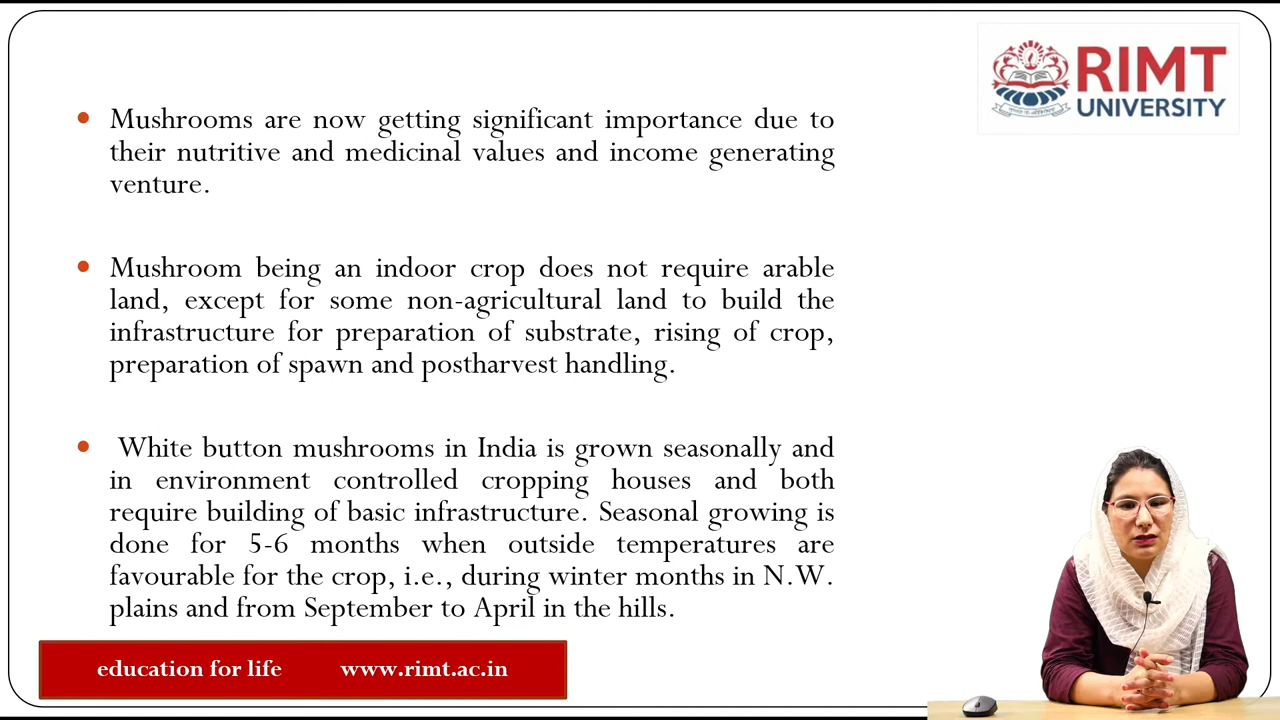 RIMT
UNIVERSITY
Mushrooms are now getting significant importance due to
their nutritive and medicinal values and income generating
venture.
Mushroom being an indoor crop does not require arable
land, except for some non-agricultural land to build the
infrastructure for preparation of substrate, rising of crop,
preparation of spawn and postharvest handling.
White button mushrooms in India is grown seasonally and
in environment controlled cropping houses and both
require building of basic infrastructure. Seasonal growing is
done for 5-6 months when outside temperatures are
favourable for the crop, i.e., during winter months in N.W.
plains and from September to April in the hills.
education for life www.rimt.ac.in